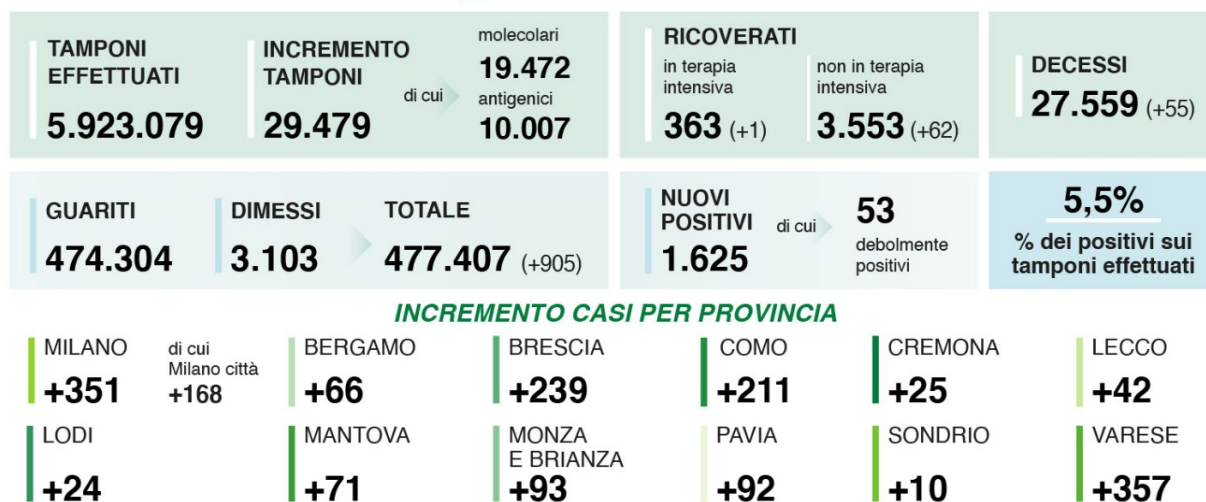 TAMPONI
EFFETTUATI
5.923.079
INCREMENTO
TAMPONI
29.479
di cui
molecolari
19.472
antigenici
10.007
RICOVERATI
in terapia
intensiva
363 (+1)
non in terapia
intensiva
3.553 (+62)
DECESSI
27.559 (+55)
GUARITI
474.304
DIMESSI
3.103
TOTALE
477.407 (+905)
NUOVI
POSITIVI
1.625
di cui
53
debolmente
positivi
5,5%
% dei positivi sui
tamponi effettuati
INCREMENTO CASI PER PROVINCIA
MILANO
+351
di cui
Milano città
+168
BERGAMO
+66
BRESCIA
+239
COMO
+211
CREMONA
+25
LECCO
+42
LODI
+24
MANTOVA
+71
MONZA
E BRIANZA
+93
PAVIA
+92
SONDRIO
+10
VARESE
+357